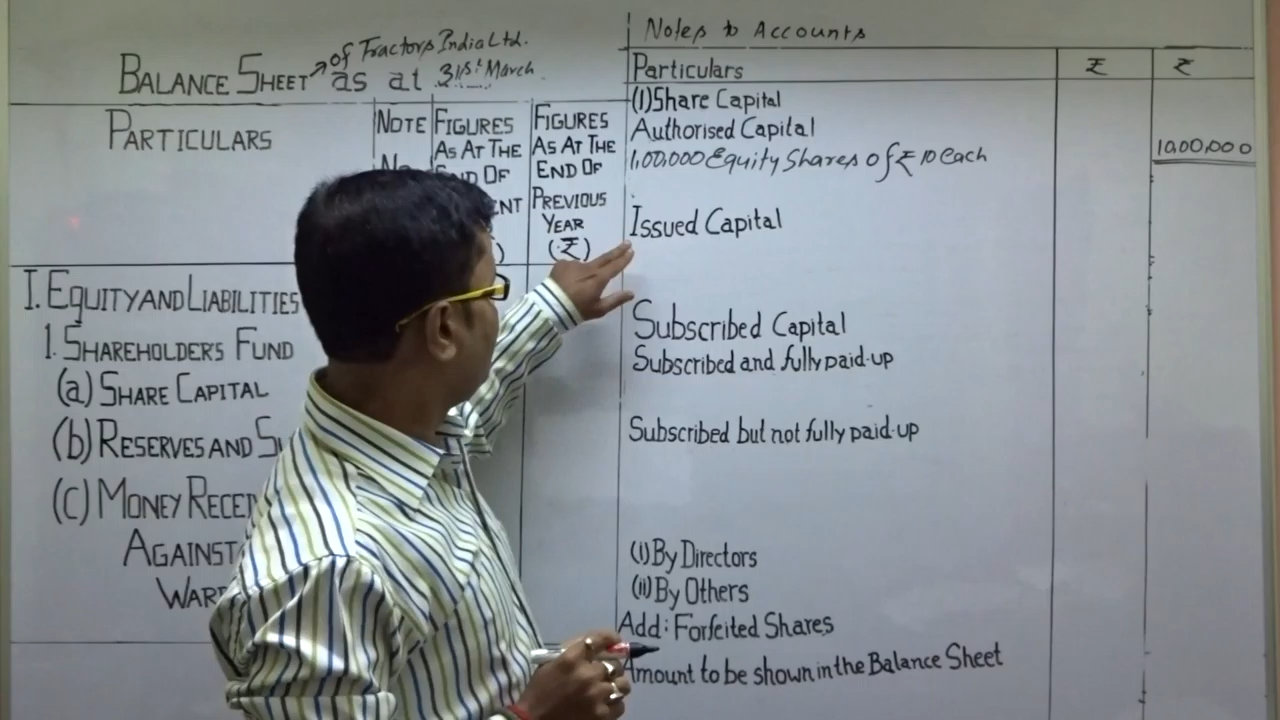 BALANCE SHEET of Tractors India Ltd.
as at 31st March
PARTICULARS
NOTE
No
FIGURES
AS AT THE
END OF
ENT
FIGURES
AS AT THE
END OF
PREVIOUS
YEAR
(₹)
I. EQUITY AND LIABILITIES
1. SHAREHOLDERS FUND
(a) SHARE CAPITAL
(b) RESERVES AND SU
(c) MONEY RECEI
AGAINST
WARR
Notes to Accounts
Particulars ₹ ₹
(1) Share Capital
Authorised Capital
1,00,000 Equity Shares of ₹ 10 each 10,00,000
Issued Capital
Subscribed Capital
Subscribed and fully paid-up
Subscribed but not fully paid-up
(i) By Directors
(ii) By Others
Add: Forfeited Shares
Amount to be shown in the Balance Sheet